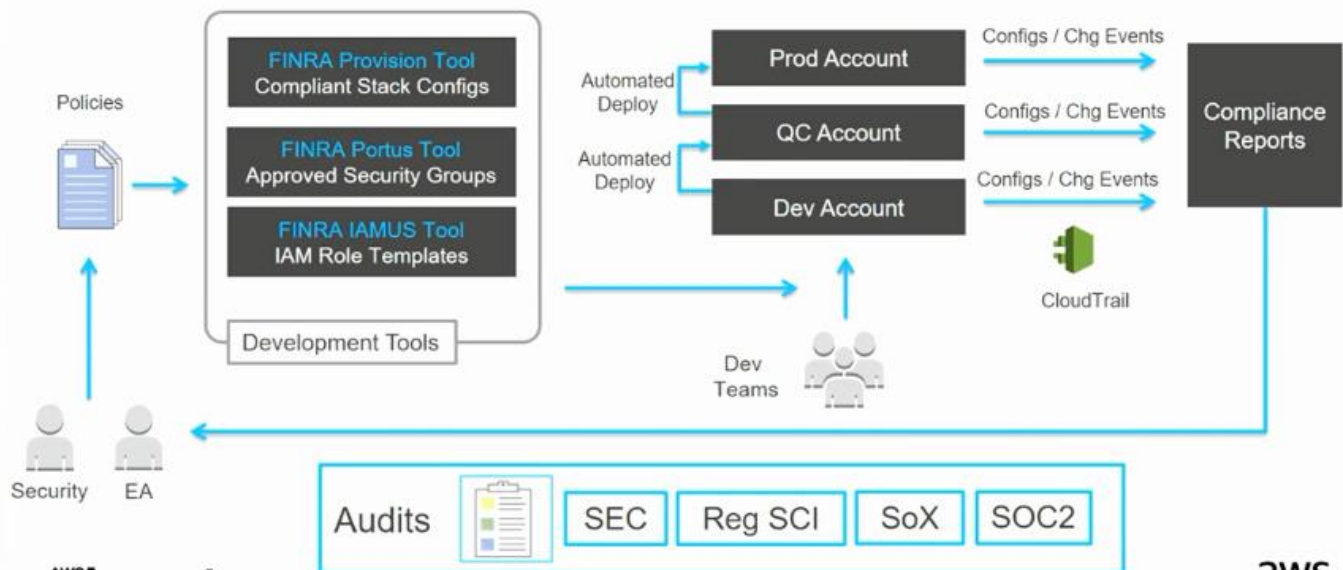 Policies
FINRA Provision Tool
Compliant Stack Configs
FINRA Portus Tool
Approved Security Groups
FINRA IAMUS Tool
IAM Role Templates
Development Tools
Automated
Deploy
Automated
Deploy
Prod Account
QC Account
Dev Account
Configs / Chg Events
Configs / Chg Events
Configs / Chg Events
CloudTrail
Compliance
Reports
Dev
Teams
Security
EA
Audits
SEC
Reg SCI
SoX
SOC2
aws